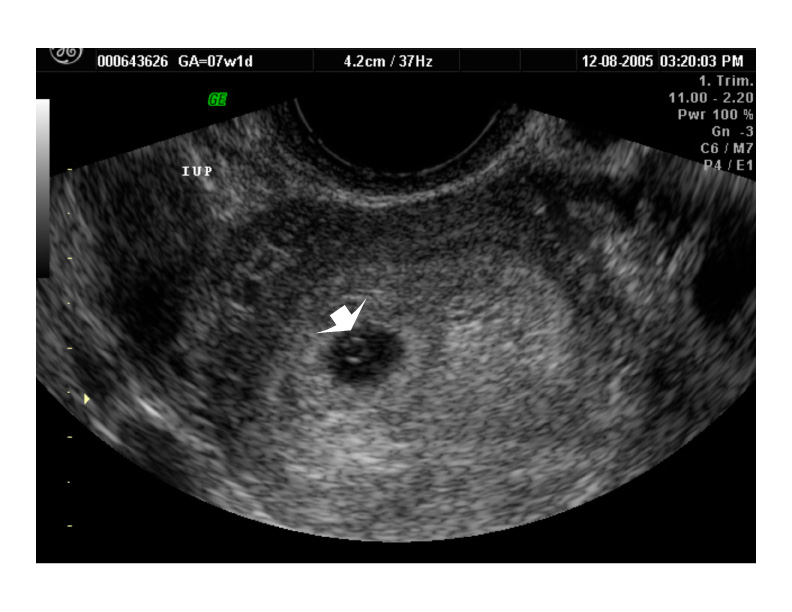 000643626 GA=07w1d 4.2cm / 37Hz 12-08-2005 03:20:03 PM
1. Trim.
GE
11.00 - 2.20
Pwr 100 %
Gn -3
C6 / M7
IUP
P4 / E1